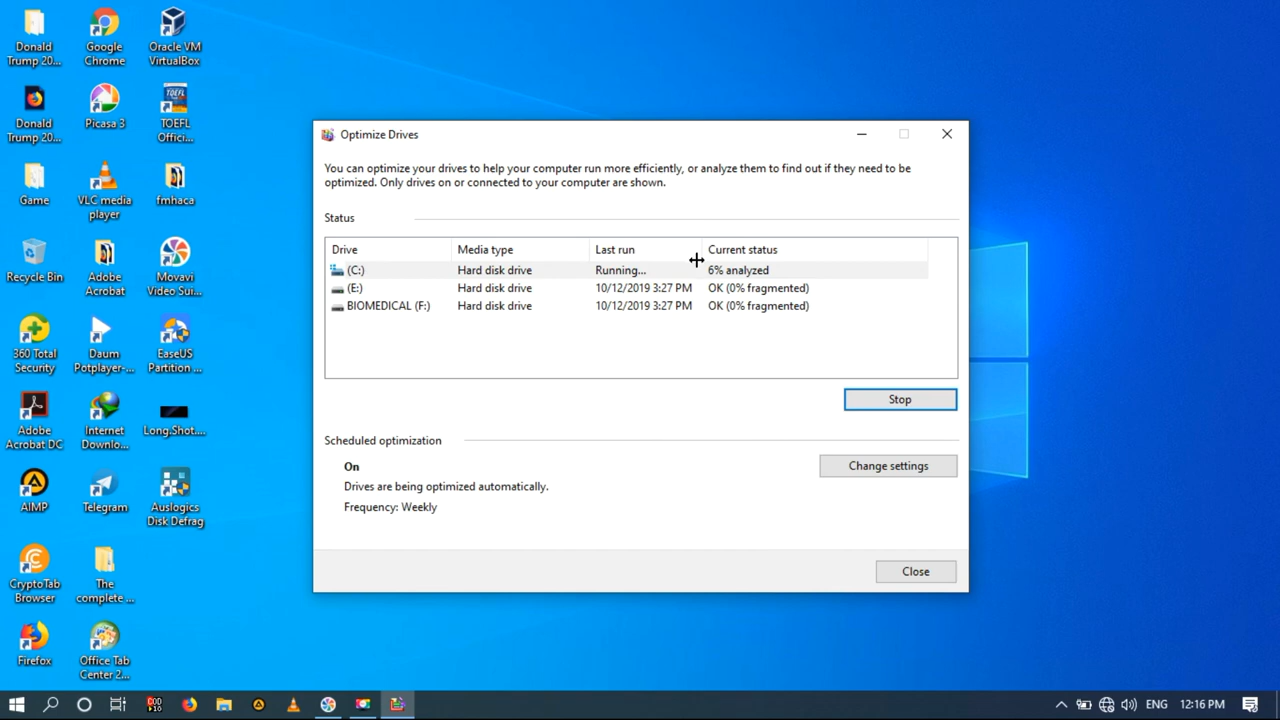 Donald
Trump 20...
Google
Chrome
Oracle VM
VirtualBox
Donald
Trump 20...
Picasa 3
TOEFL
Offici...
Game
VLC media
player
fmhaca
Recycle Bin
Adobe
Acrobat
Movavi
Video Sui...
360 Total
Security
Daum
Potplayer-...
EaseUS
Partition ...
Adobe
Acrobat DC
Internet
Downlo...
Long.Shot....
AIMP
Telegram
Auslogics
Disk Defrag
CryptoTab
Browser
The
complete ...
Firefox
Office Tab
Center 2...
Optimize Drives
You can optimize your drives to help your computer run more efficiently, or analyze them to find out if they need to be
optimized. Only drives on or connected to your computer are shown.
Status
Drive Media type Last run Current status
(C:) Hard disk drive Running... 6% analyzed
(E:) Hard disk drive 10/12/2019 3:27 PM OK (0% fragmented)
BIOMEDICAL (F:) Hard disk drive 10/12/2019 3:27 PM OK (0% fragmented)
Stop
Scheduled optimization
On
Change settings
Drives are being optimized automatically.
Frequency: Weekly
Close
ENG 12:16 PM